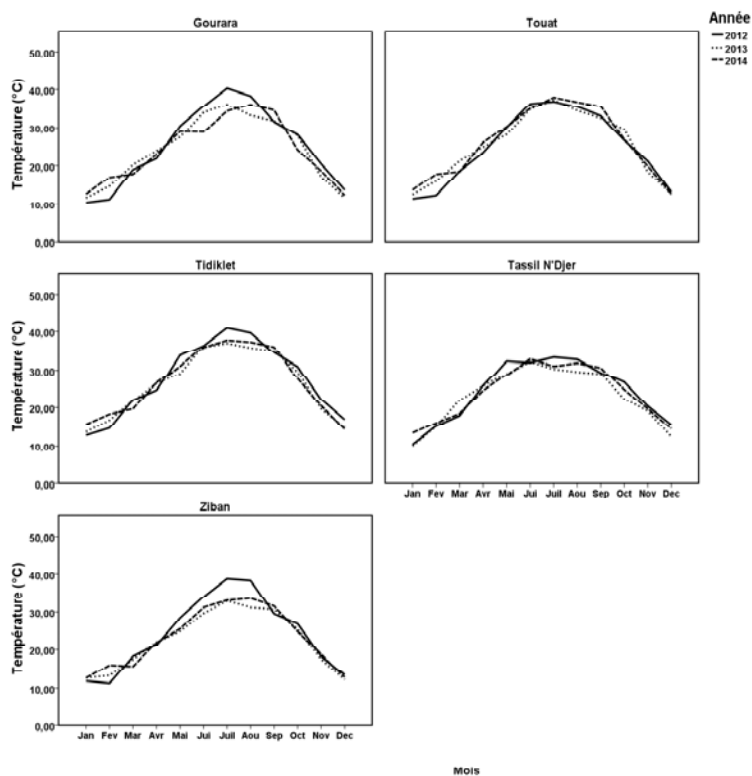 Gourara
Touat
Année
2012
2013
2014
Température (°C)
50,00
40,00
30,00
20,00
10,00
0,00
Tidiklet
Tassil N'Djer
Température (°C)
50,00
40,00
30,00
20,00
10,00
0,00
Jan Fev Mar Avr Mai Jui Juil Aou Sep Oct Nov Dec
Ziban
Température (°C)
50,00
40,00
30,00
20,00
10,00
0,00
Jan Fev Mar Avr Mai Jui Juil Aou Sep Oct Nov Dec
Mois